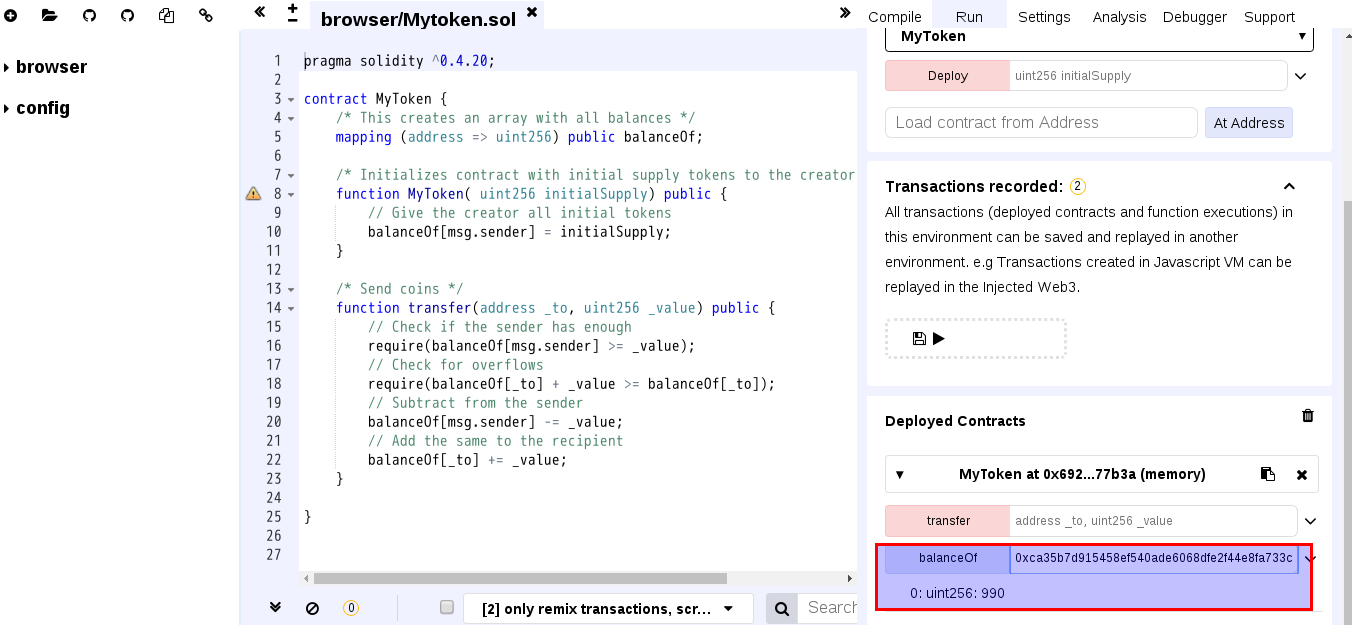 browser/Mytoken.sol
Compile Run Settings Analysis Debugger Support
browser
config
1 pragma solidity ^0.4.20;
2
3 contract MyToken {
4 /* This creates an array with all balances */
5 mapping (address => uint256) public balanceOf;
6
7 /* Initializes contract with initial supply tokens to the creator
8 function MyToken( uint256 initialSupply) public {
9 // Give the creator all initial tokens
10 balanceOf[msg.sender] = initialSupply;
11 }
12
13 /* Send coins */
14 function transfer(address _to, uint256 _value) public {
15 // Check if the sender has enough
16 require(balanceOf[msg.sender] >= _value);
17 // Check for overflows
18 require(balanceOf[_to] + _value >= balanceOf[_to]);
19 // Subtract from the sender
20 balanceOf[msg.sender] -= _value;
21 // Add the same to the recipient
22 balanceOf[_to] += _value;
23 }
24
25 }
26
27
0
[2] only remix transactions, scr...
Search
MyToken
Deploy uint256 initialSupply
Load contract from Address At Address
Transactions recorded: 2
All transactions (deployed contracts and function executions) in
this environment can be saved and replayed in another
environment. e.g Transactions created in Javascript VM can be
replayed in the Injected Web3.
Deployed Contracts
MyToken at 0x692...77b3a (memory)
transfer address _to, uint256 _value
balanceOf 0xca35b7d915458ef540ade6068dfe2f44e8fa733c
0: uint256: 990